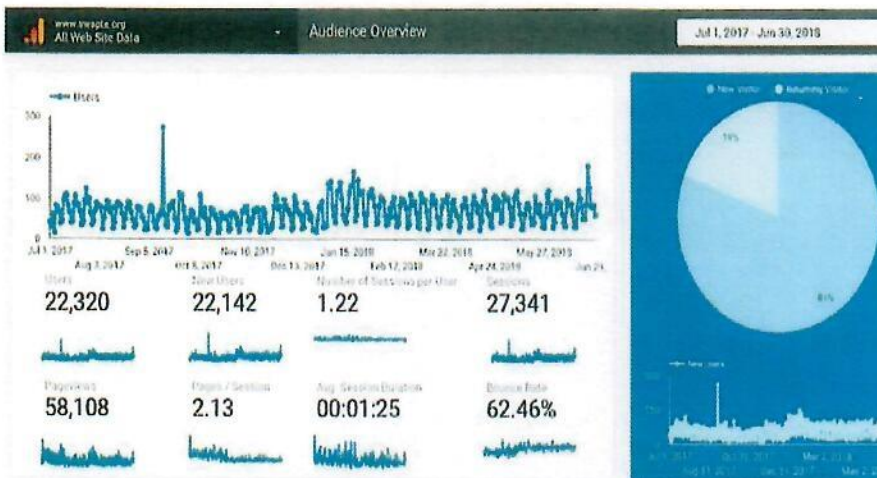 All Web Site Data
Audience Overview
Jul 1, 2017 - Jun 30, 2018
Users
300
200
100
0
Jul 1, 2017
Sep 5, 2017
Nov 10, 2017
Jan 15, 2018
Mar 22, 2018
May 27, 2018
Aug 3, 2017
Oct 8, 2017
Dec 13, 2017
Feb 17, 2018
Apr 24, 2018
Users
22,320
New Users
22,142
Number of Sessions per User
1.22
Sessions
27,341
Pageviews
58,108
Pages / Session
2.13
Avg. Session Duration
00:01:25
Bounce Rate
62.46%
New Visitor
Returning Visitor
19%
81%
New Users